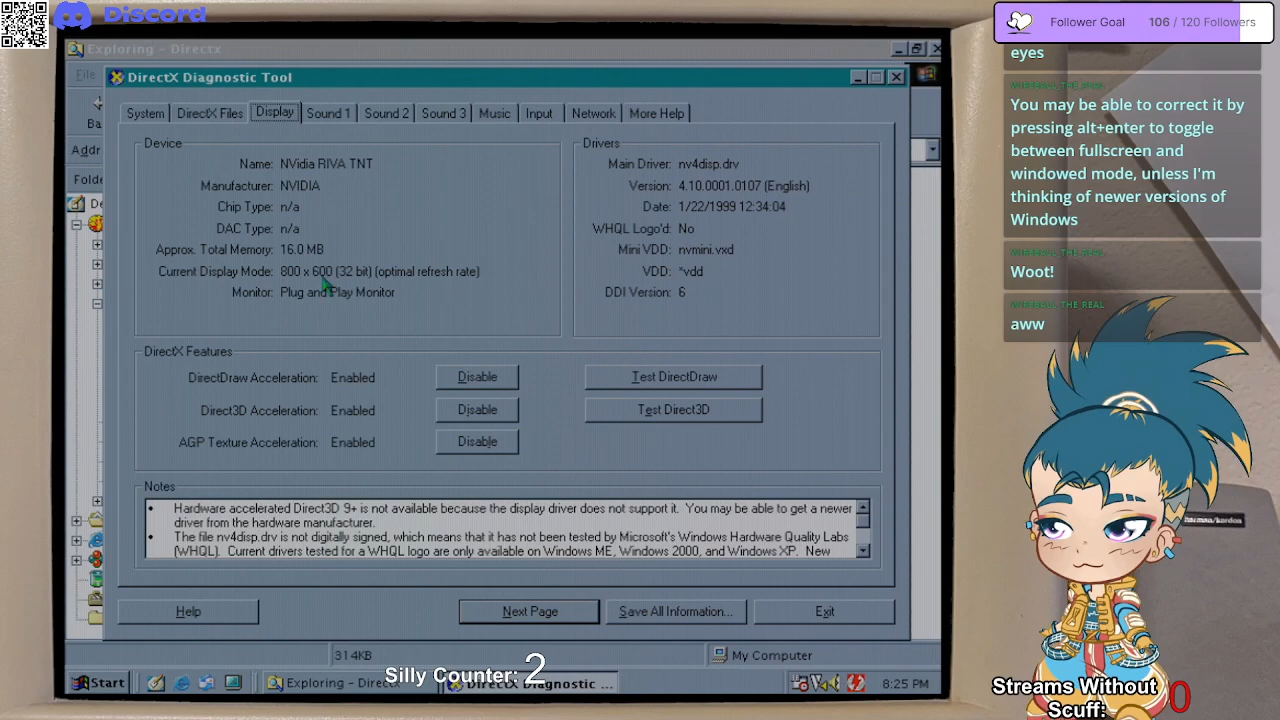 Discord
Follower Goal 106 / 120 Followers
Exploring - Directx
File
DirectX Diagnostic Tool
System DirectX Files Display Sound 1 Sound 2 Sound 3 Music Input Network More Help
Ba
Addr
Folde
De
Device
Name: NVidia RIVA TNT
Manufacturer: NVIDIA
Chip Type: n/a
DAC Type: n/a
Approx. Total Memory: 16.0 MB
Current Display Mode: 800 x 600 (32 bit) (optimal refresh rate)
Monitor: Plug and Play Monitor
Drivers
Main Driver: nv4disp.drv
Version: 4.10.0001.0107 (English)
Date: 1/22/1999 12:34:04
WHQL Logo'd: No
Mini VDD: nvmini.vxd
VDD: *vdd
DDI Version: 6
DirectX Features
DirectDraw Acceleration: Enabled Disable Test DirectDraw
Direct3D Acceleration: Enabled Disable Test Direct3D
AGP Texture Acceleration: Enabled Disable
Notes
• Hardware accelerated Direct3D 9+ is not available because the display driver does not support it. You may be able to get a newer
driver from the hardware manufacturer.
• The file nv4disp.drv is not digitally signed, which means that it has not been tested by Microsoft's Windows Hardware Quality Labs
(WHQL). Current drivers tested for a WHQL logo are only available on Windows ME, Windows 2000, and Windows XP. New
Help Next Page Save All Information... Exit
314KB My Computer
Silly Counter: 2
Start Exploring - Direc DirectX Diagnostic ... 8:25 PM
eyes
You may be able to correct it by
pressing alt+enter to toggle
between fullscreen and
windowed mode, unless I'm
thinking of newer versions of
Windows
Woot!
aww
harman/kardon
Streams Without
Scuff: 0